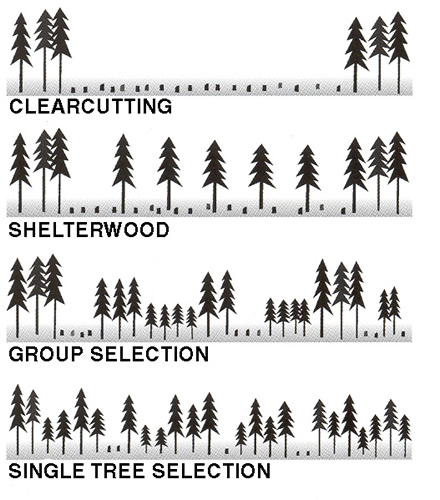 CLEARCUTTING
SHELTERWOOD
GROUP SELECTION
SINGLE TREE SELECTION